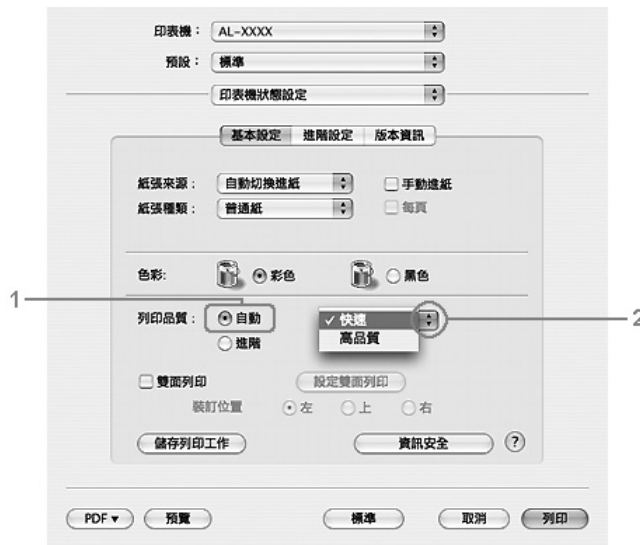 印表機： AL-XXXX
預設： 標準
印表機狀態設定
基本設定 進階設定 版本資訊
紙張來源： 自動切換進紙 手動進紙
紙張種類： 普通紙 每頁
色彩: 彩色 黑色
1
列印品質： 自動 ✓ 快速
2
進階 高品質
雙面列印 設定雙面列印
裝訂位置 左 上 右
儲存列印工作 資訊安全 ?
PDF ▼ 預覽 標準 取消 列印